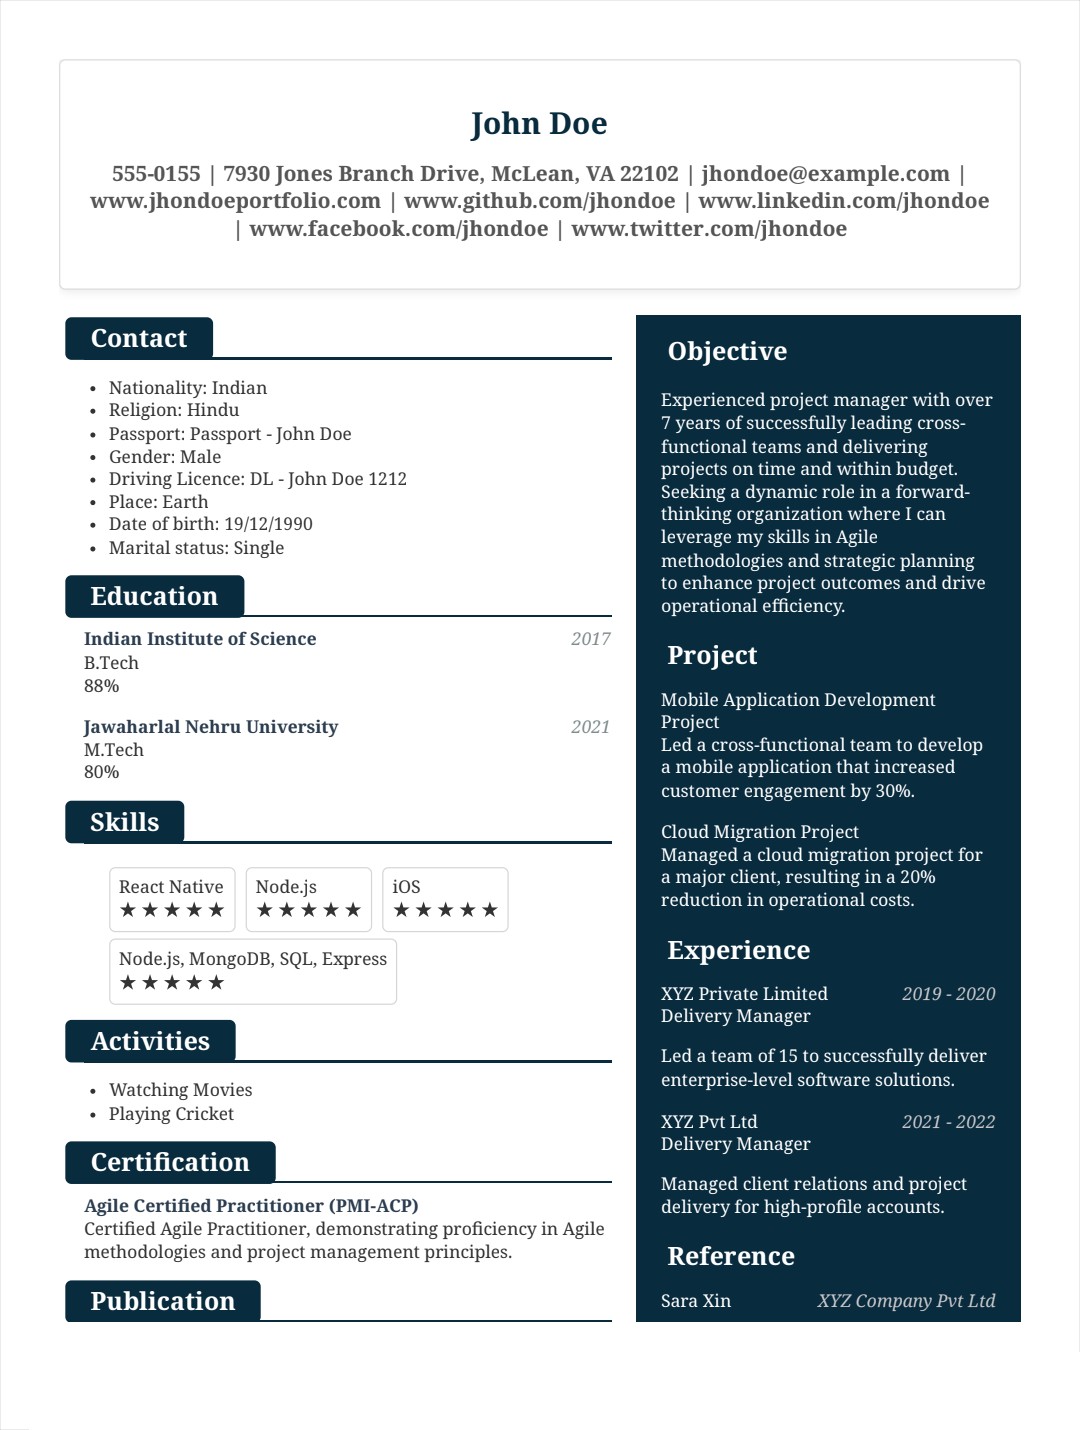 John Doe
555-0155 | 7930 Jones Branch Drive, McLean, VA 22102 | jhondoe@example.com |
www.jhondoeportfolio.com | www.github.com/jhondoe | www.linkedin.com/jhondoe
| www.facebook.com/jhondoe | www.twitter.com/jhondoe
Contact
• Nationality: Indian
• Religion: Hindu
• Passport: Passport - John Doe
• Gender: Male
• Driving Licence: DL - John Doe 1212
• Place: Earth
• Date of birth: 19/12/1990
• Marital status: Single
Education
Indian Institute of Science 2017
B.Tech
88%
Jawaharlal Nehru University 2021
M.Tech
80%
Skills
React Native Node.js iOS
★★★★★ ★★★★★ ★★★★★
Node.js, MongoDB, SQL, Express
★★★★★
Activities
• Watching Movies
• Playing Cricket
Certification
Agile Certified Practitioner (PMI-ACP)
Certified Agile Practitioner, demonstrating proficiency in Agile
methodologies and project management principles.
Publication
Objective
Experienced project manager with over
7 years of successfully leading cross-
functional teams and delivering
projects on time and within budget.
Seeking a dynamic role in a forward-
thinking organization where I can
leverage my skills in Agile
methodologies and strategic planning
to enhance project outcomes and drive
operational efficiency.
Project
Mobile Application Development
Project
Led a cross-functional team to develop
a mobile application that increased
customer engagement by 30%.
Cloud Migration Project
Managed a cloud migration project for
a major client, resulting in a 20%
reduction in operational costs.
Experience
XYZ Private Limited 2019 - 2020
Delivery Manager
Led a team of 15 to successfully deliver
enterprise-level software solutions.
XYZ Pvt Ltd 2021 - 2022
Delivery Manager
Managed client relations and project
delivery for high-profile accounts.
Reference
Sara Xin XYZ Company Pvt Ltd